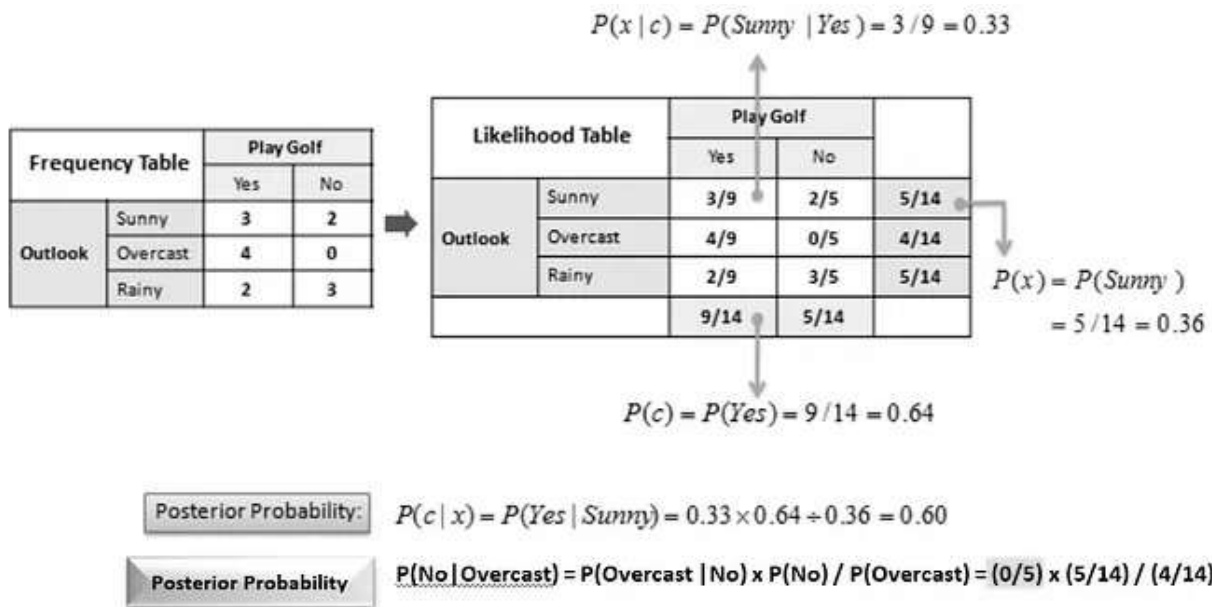 P(x | c) = P(Sunny | Yes) = 3 / 9 = 0.33
Frequency Table
Play Golf
Yes No
Outlook
Sunny 3 2
Overcast 4 0
Rainy 2 3
Likelihood Table
Play Golf
Yes No
Outlook
Sunny 3/9 2/5 5/14
Overcast 4/9 0/5 4/14
Rainy 2/9 3/5 5/14
9/14 5/14
P(x) = P(Sunny )
= 5 / 14 = 0.36
P(c) = P(Yes) = 9 / 14 = 0.64
Posterior Probability: P(c | x) = P(Yes | Sunny) = 0.33 × 0.64 ÷ 0.36 = 0.60
Posterior Probability P(No|Overcast) = P(Overcast|No) x P(No) / P(Overcast) = (0/5) x (5/14) / (4/14)